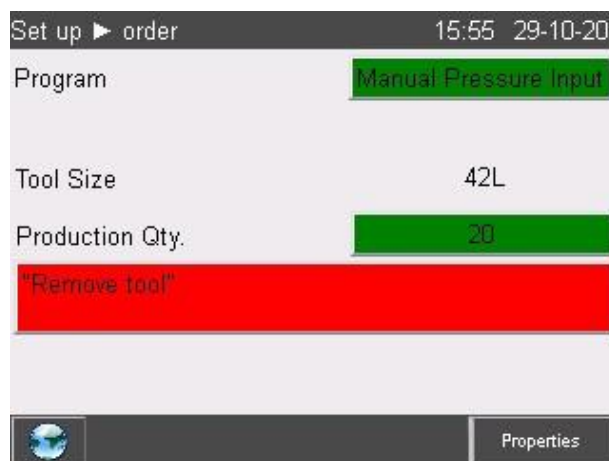 Set up ► order 15:55 29-10-20
Program Manual Pressure Input
Tool Size 42L
Production Qty. 20
"Remove tool"
Properties